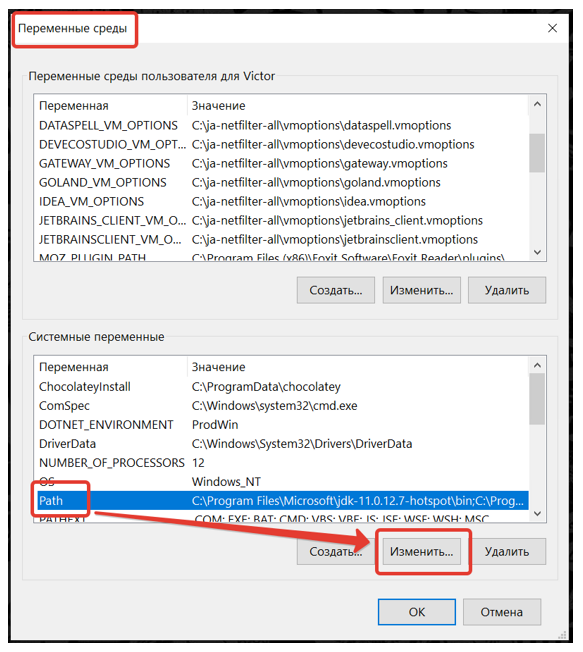 Переменные среды
Переменные среды пользователя для Victor
Переменная Значение
DATASPELL_VM_OPTIONS C:\ja-netfilter-all\vmoptions\dataspell.vmoptions
DEVECOSTUDIO_VM_OPT... C:\ja-netfilter-all\vmoptions\devecostudio.vmoptions
GATEWAY_VM_OPTIONS C:\ja-netfilter-all\vmoptions\gateway.vmoptions
GOLAND_VM_OPTIONS C:\ja-netfilter-all\vmoptions\goland.vmoptions
IDEA_VM_OPTIONS C:\ja-netfilter-all\vmoptions\idea.vmoptions
JETBRAINS_CLIENT_VM_O... C:\ja-netfilter-all\vmoptions\jetbrains_client.vmoptions
JETBRAINSCLIENT_VM_O... C:\ja-netfilter-all\vmoptions\jetbrainsclient.vmoptions
MOZ_PLUGIN_PATH C:\Program Files (x86)\Foxit Software\Foxit Reader\plugins\
Создать... Изменить... Удалить
Системные переменные
Переменная Значение
ChocolateyInstall C:\ProgramData\chocolatey
ComSpec C:\Windows\system32\cmd.exe
DOTNET_ENVIRONMENT ProdWin
DriverData C:\Windows\System32\Drivers\DriverData
NUMBER_OF_PROCESSORS 12
OS Windows_NT
Path C:\Program Files\Microsoft\jdk-11.0.12.7-hotspot\bin;C:\Prog...
PATHEXT .COM;.EXE;.BAT;.CMD;.VBS;.VBE;.JS;.JSE;.WSF;.WSH;.MSC
Создать... Изменить... Удалить
ОК Отмена